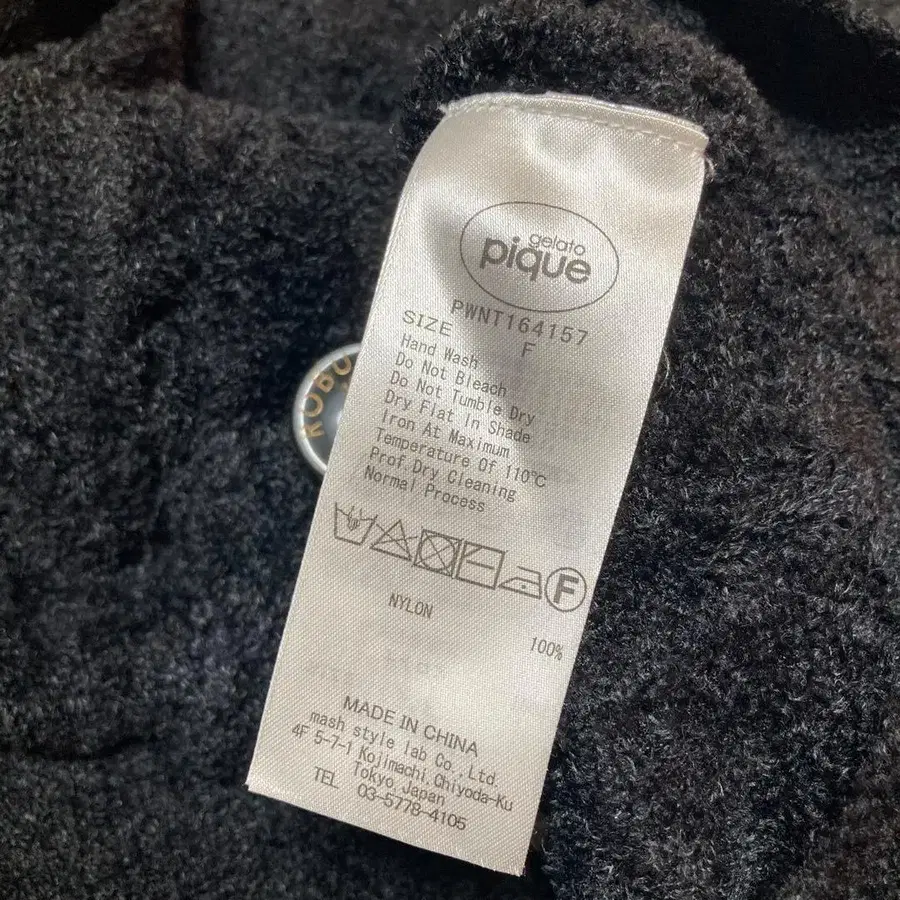 gelato
pique
PWNT164157
SIZE
F
Hand Wash
Do Not Bleach
Do Not Tumble Dry
Dry Flat in Shade
Iron At Maximum
Temperature Of 110℃
Prof.Dry Cleaning
Normal Process
F
NYLON
100%
MADE IN CHINA
mash style lab Co.,Ltd.
4F 5-7-1 Kojimachi,Chiyoda-Ku
Tokyo,Japan
TEL 03-5778-4105